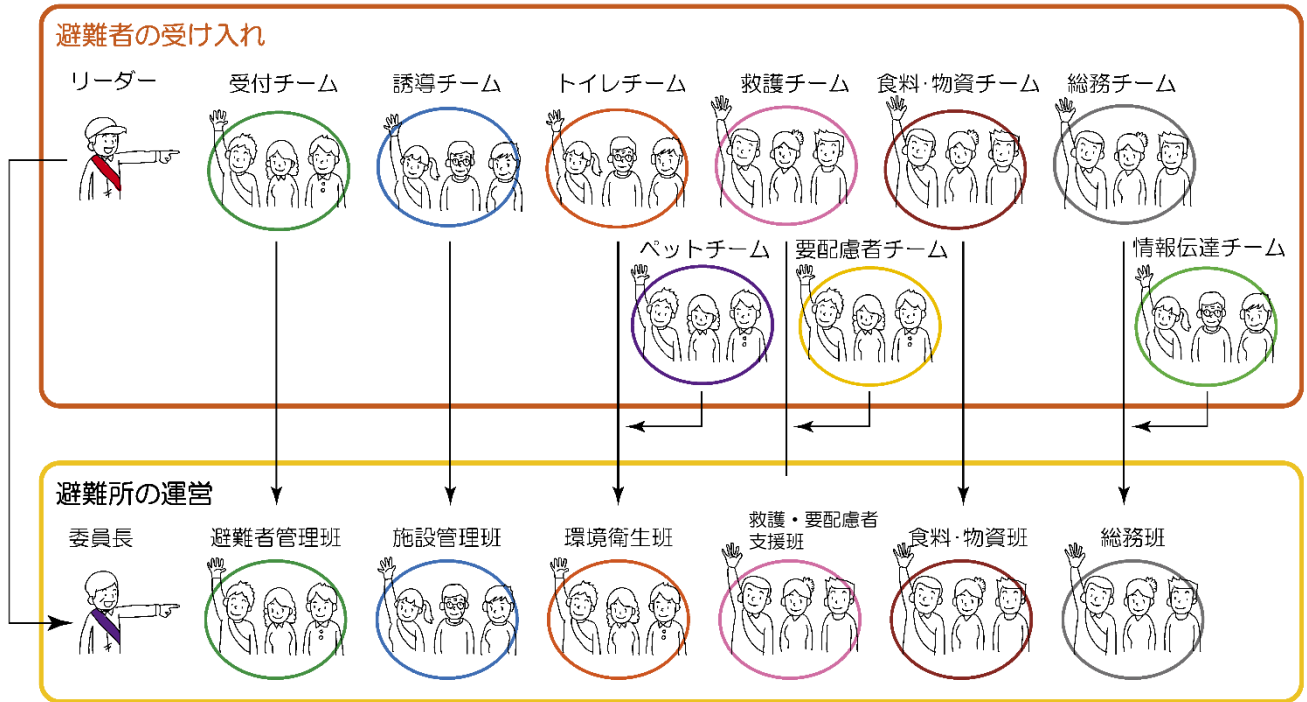 避難者の受け入れ
リーダー
受付チーム
誘導チーム
トイレチーム
救護チーム
食料・物資チーム
総務チーム
ペットチーム
要配慮者チーム
情報伝達チーム
避難所の運営
委員長
避難者管理班
施設管理班
環境衛生班
救護・要配慮者
支援班
食料・物資班
総務班